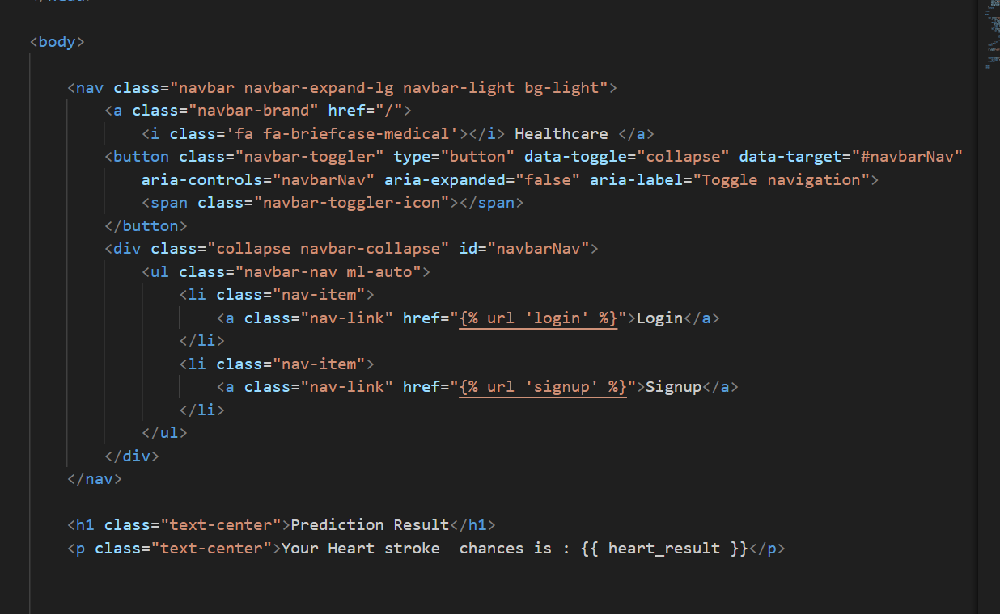 <body>
<nav class="navbar navbar-expand-lg navbar-light bg-light">
<a class="navbar-brand" href="/">
<i class='fa fa-briefcase-medical'></i> Healthcare </a>
<button class="navbar-toggler" type="button" data-toggle="collapse" data-target="#navbarNav"
aria-controls="navbarNav" aria-expanded="false" aria-label="Toggle navigation">
<span class="navbar-toggler-icon"></span>
</button>
<div class="collapse navbar-collapse" id="navbarNav">
<ul class="navbar-nav ml-auto">
<li class="nav-item">
<a class="nav-link" href="{% url 'login' %}">Login</a>
</li>
<li class="nav-item">
<a class="nav-link" href="{% url 'signup' %}">Signup</a>
</li>
</ul>
</div>
</nav>
<h1 class="text-center">Prediction Result</h1>
<p class="text-center">Your Heart stroke  chances is : {{ heart_result }}</p>